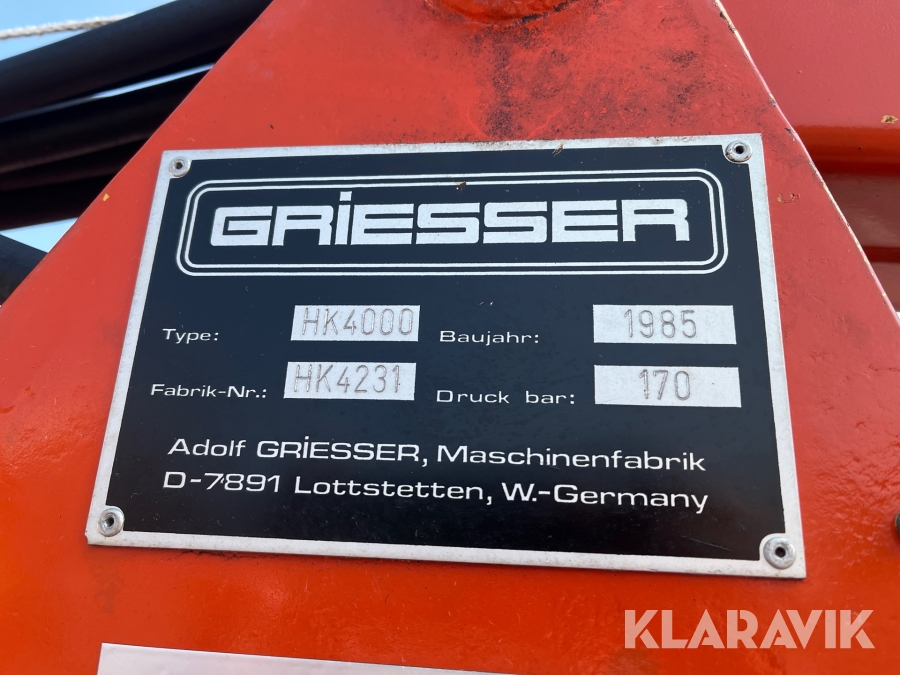 GRIESSER
Type: HK4000 Baujahr: 1985
Fabrik-Nr.: HK4231 Druck bar: 170
Adolf GRIESSER, Maschinenfabrik
D-7891 Lottstetten, W.-Germany
KLARAVIK